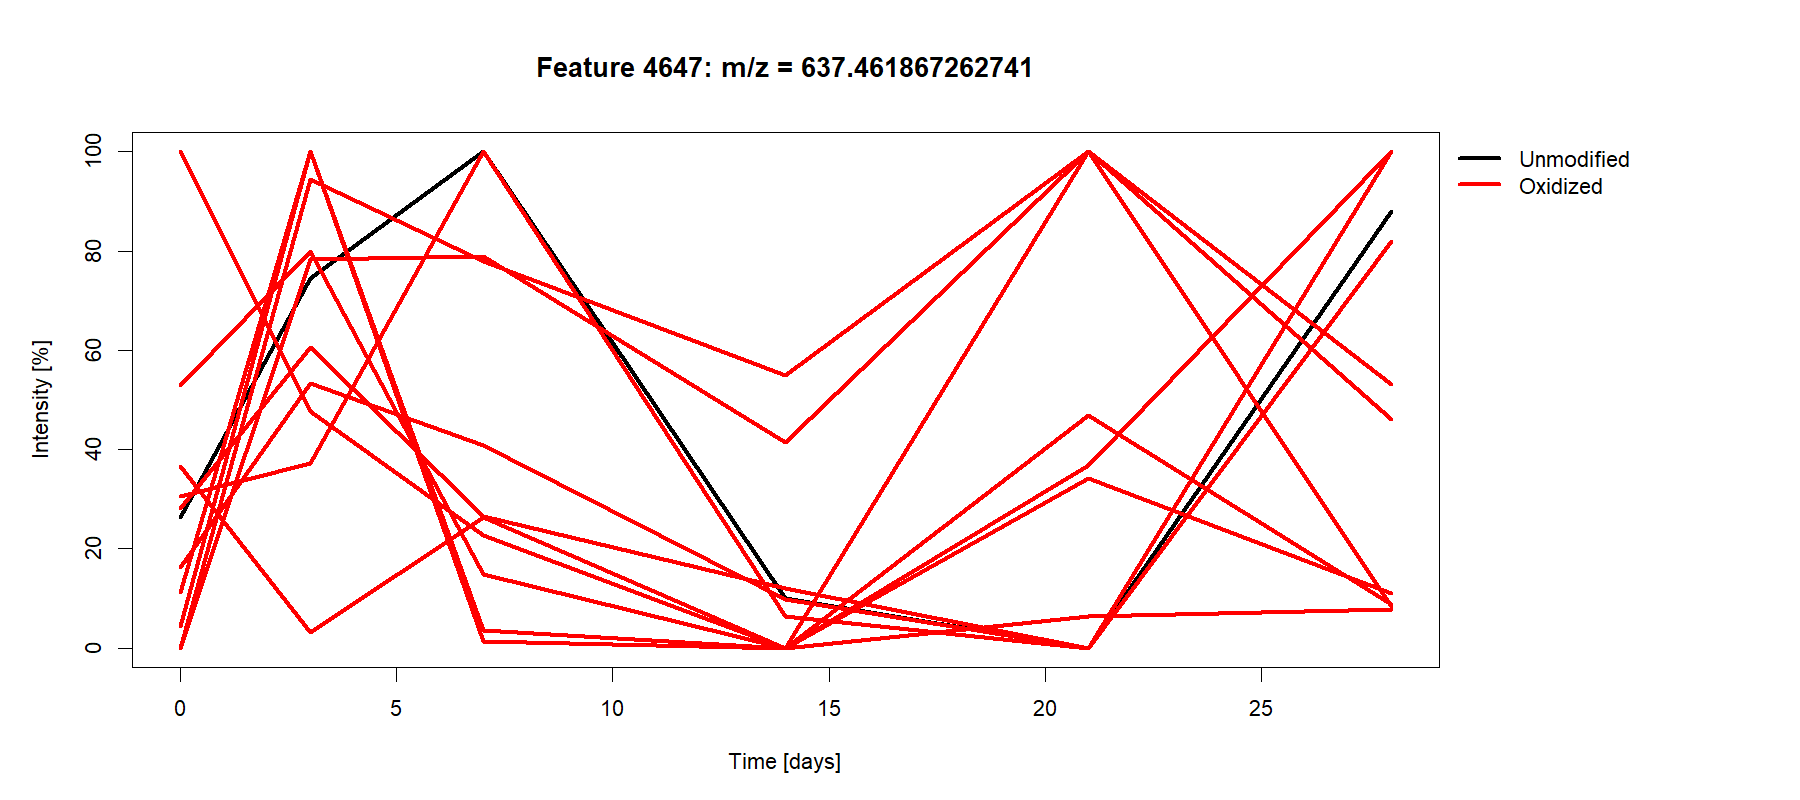 Feature 4647: m/z = 637.461867262741
Unmodified
Oxidized
Intensity [%]
100
80
60
40
20
0
0 5 10 15 20 25
Time [days]